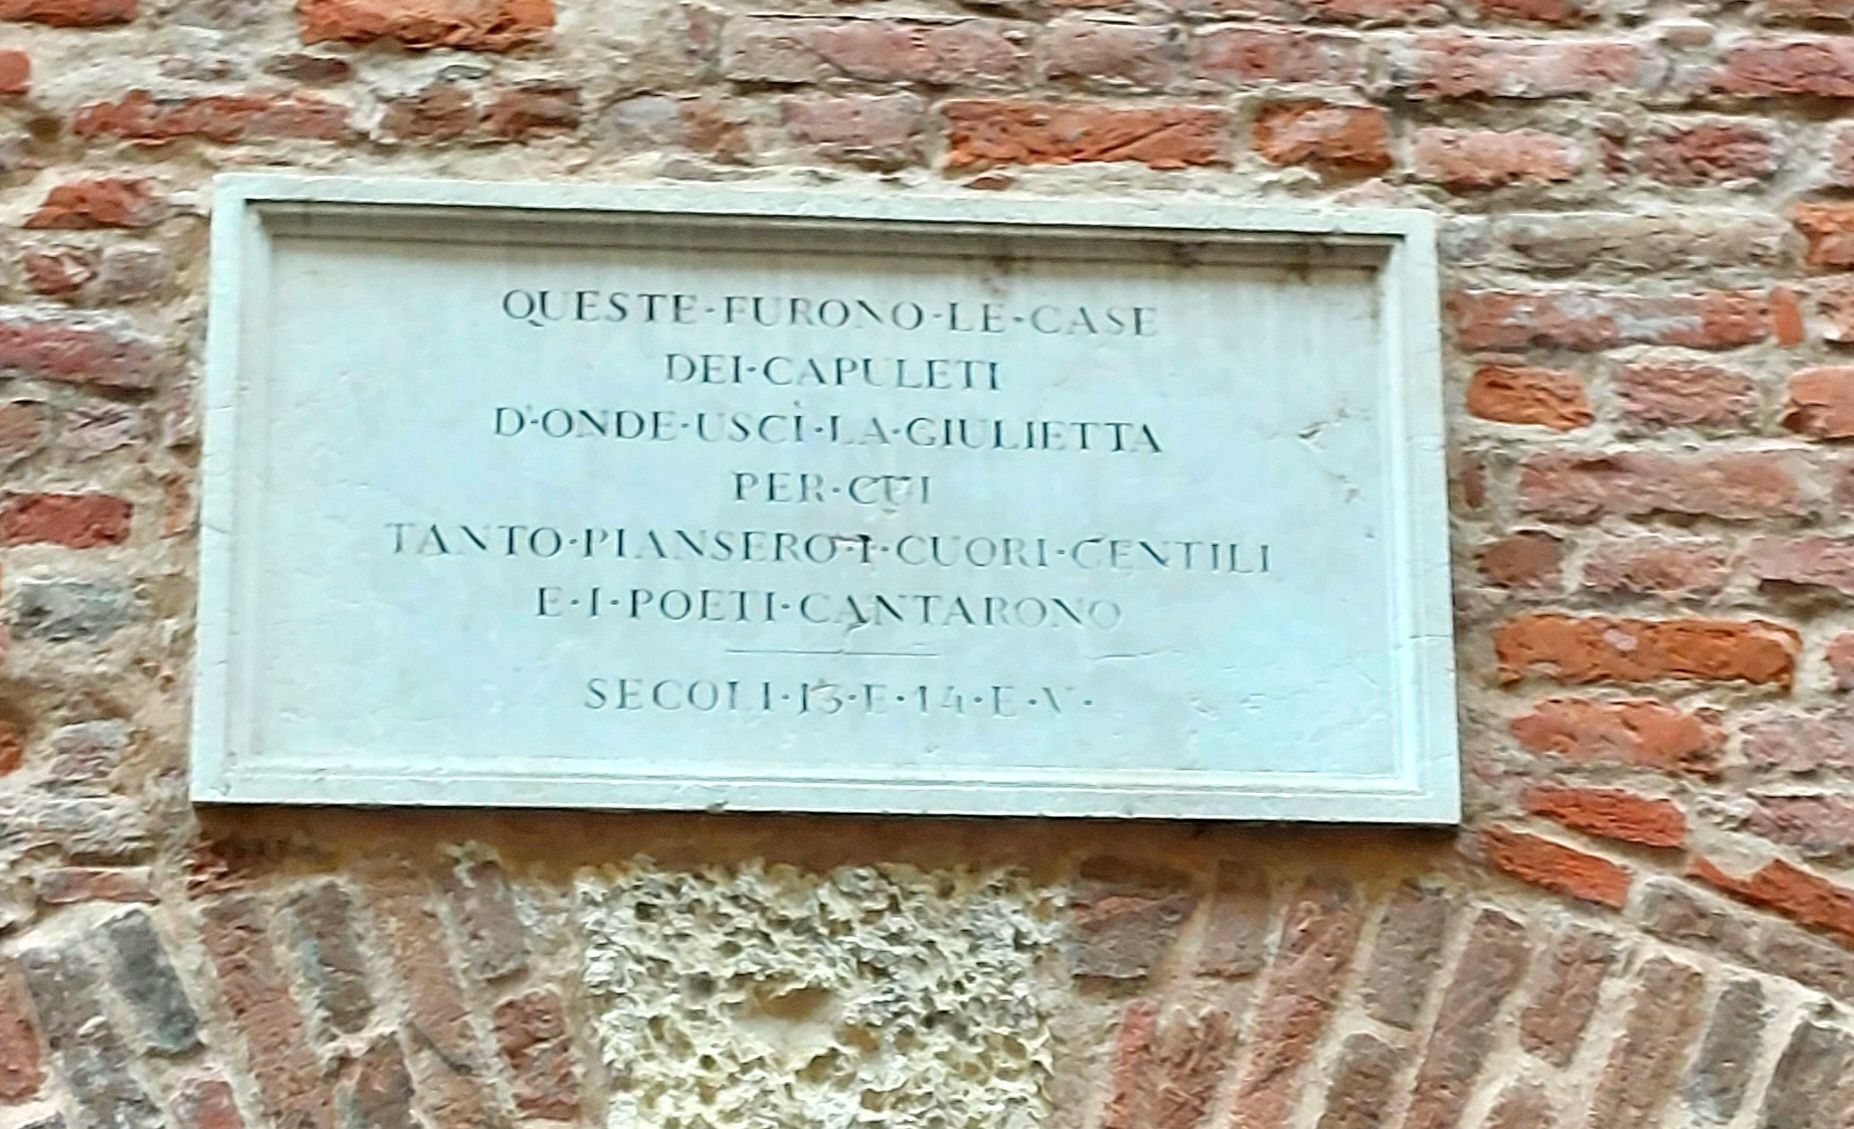 QUESTE·FURONO·LE·CASE
DEI·CAPULETI
D'·ONDE·USCÌ·LA·GIULIETTA
PER·CUI
TANTO·PIANSERO·I·CUORI·GENTILI
E·I·POETI·CANTARONO
SECOLI·13·E·14·E·V·